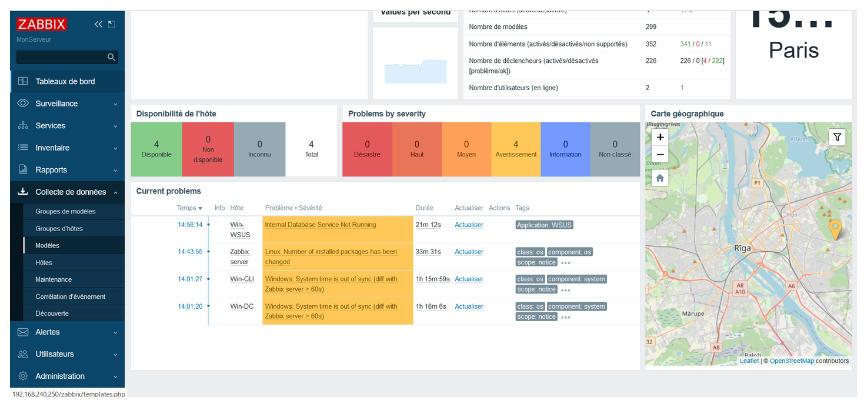 ZABBIX
MonServeur
Tableaux de bord
Surveillance
Services
Inventaire
Rapports
Collecte de données
Groupes de modèles
Groupes d'hôtes
Modèles
Hôtes
Maintenance
Corrélation d'événement
Découverte
Alertes
Utilisateurs
Administration
192.168.240.250/zabbix/templates.php
Values per second
Nombre de modèles 299
Nombre d'éléments (activés/désactivés/non supportés) 352 341 / 0 / 11
Nombre de déclencheurs (activés/désactivés 226 226 / 0 [4 / 222]
[problème/ok])
Nombre d'utilisateurs (en ligne) 2 1
15...
Paris
Disponibilité de l'hôte
4 Disponible
0 Non disponible
0 Inconnu
4 Total
Problems by severity
0 Désastre
0 Haut
0 Moyen
4 Avertissement
0 Information
0 Non classé
Current problems
Temps Info Hôte Problème • Sévérité Durée Actualiser Actions Tags
14:56:14 Win-WSUS Internal Database Service Not Running 21m 12s Actualiser Application: WSUS
14:43:56 Zabbix server Linux: Number of installed packages has been changed 33m 31s Actualiser class: os component: os scope: notice •••
14:01:27 Win-CLI Windows: System time is out of sync (diff with Zabbix server > 60s) 1h 15m 59s Actualiser class: os component: system scope: notice •••
14:01:20 Win-DC Windows: System time is out of sync (diff with Zabbix server > 60s) 1h 16m 6s Actualiser class: os component: system scope: notice •••
Carte géographique
+
−
P1
Rīga
A8
A10
A6
Mārupe
32
A8
A7
Leaflet | © OpenStreetMap contributors